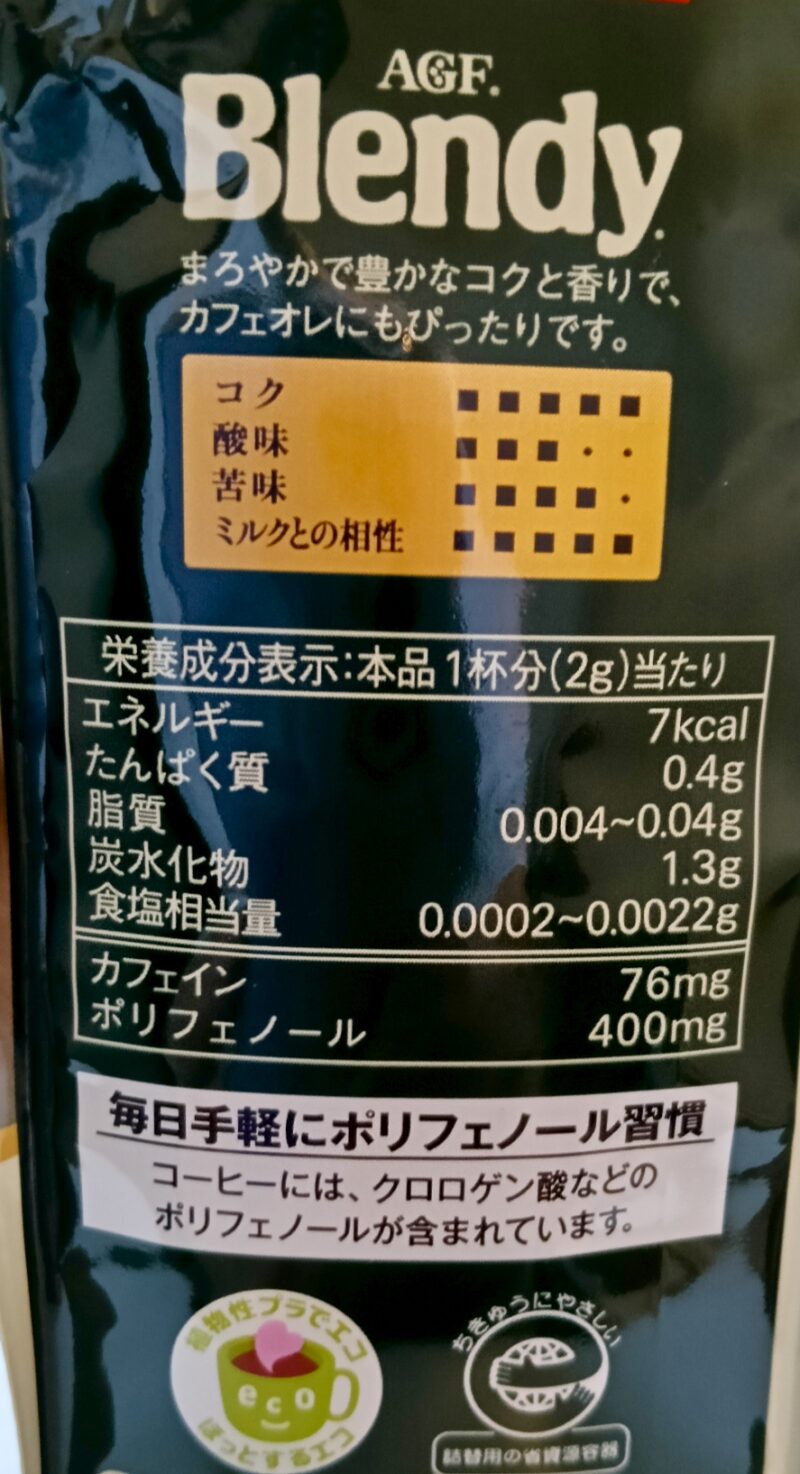 AGF.
Blendy
まろやかで豊かなコクと香りで、
カフェオレにもぴったりです。
コク ■■■■■
酸味 ■■■・・
苦味 ■■■■・
ミルクとの相性 ■■■■■
栄養成分表示:本品1杯分(2g)当たり
エネルギー 7kcal
たんぱく質 0.4g
脂質 0.004~0.04g
炭水化物 1.3g
食塩相当量 0.0002~0.0022g
カフェイン 76mg
ポリフェノール 400mg
毎日手軽にポリフェノール習慣
コーヒーには、クロロゲン酸などの
ポリフェノールが含まれています。
植物性プラでエコ
eco
ほっとするエコ
ちきゅうにやさしい
詰替用の省資源容器